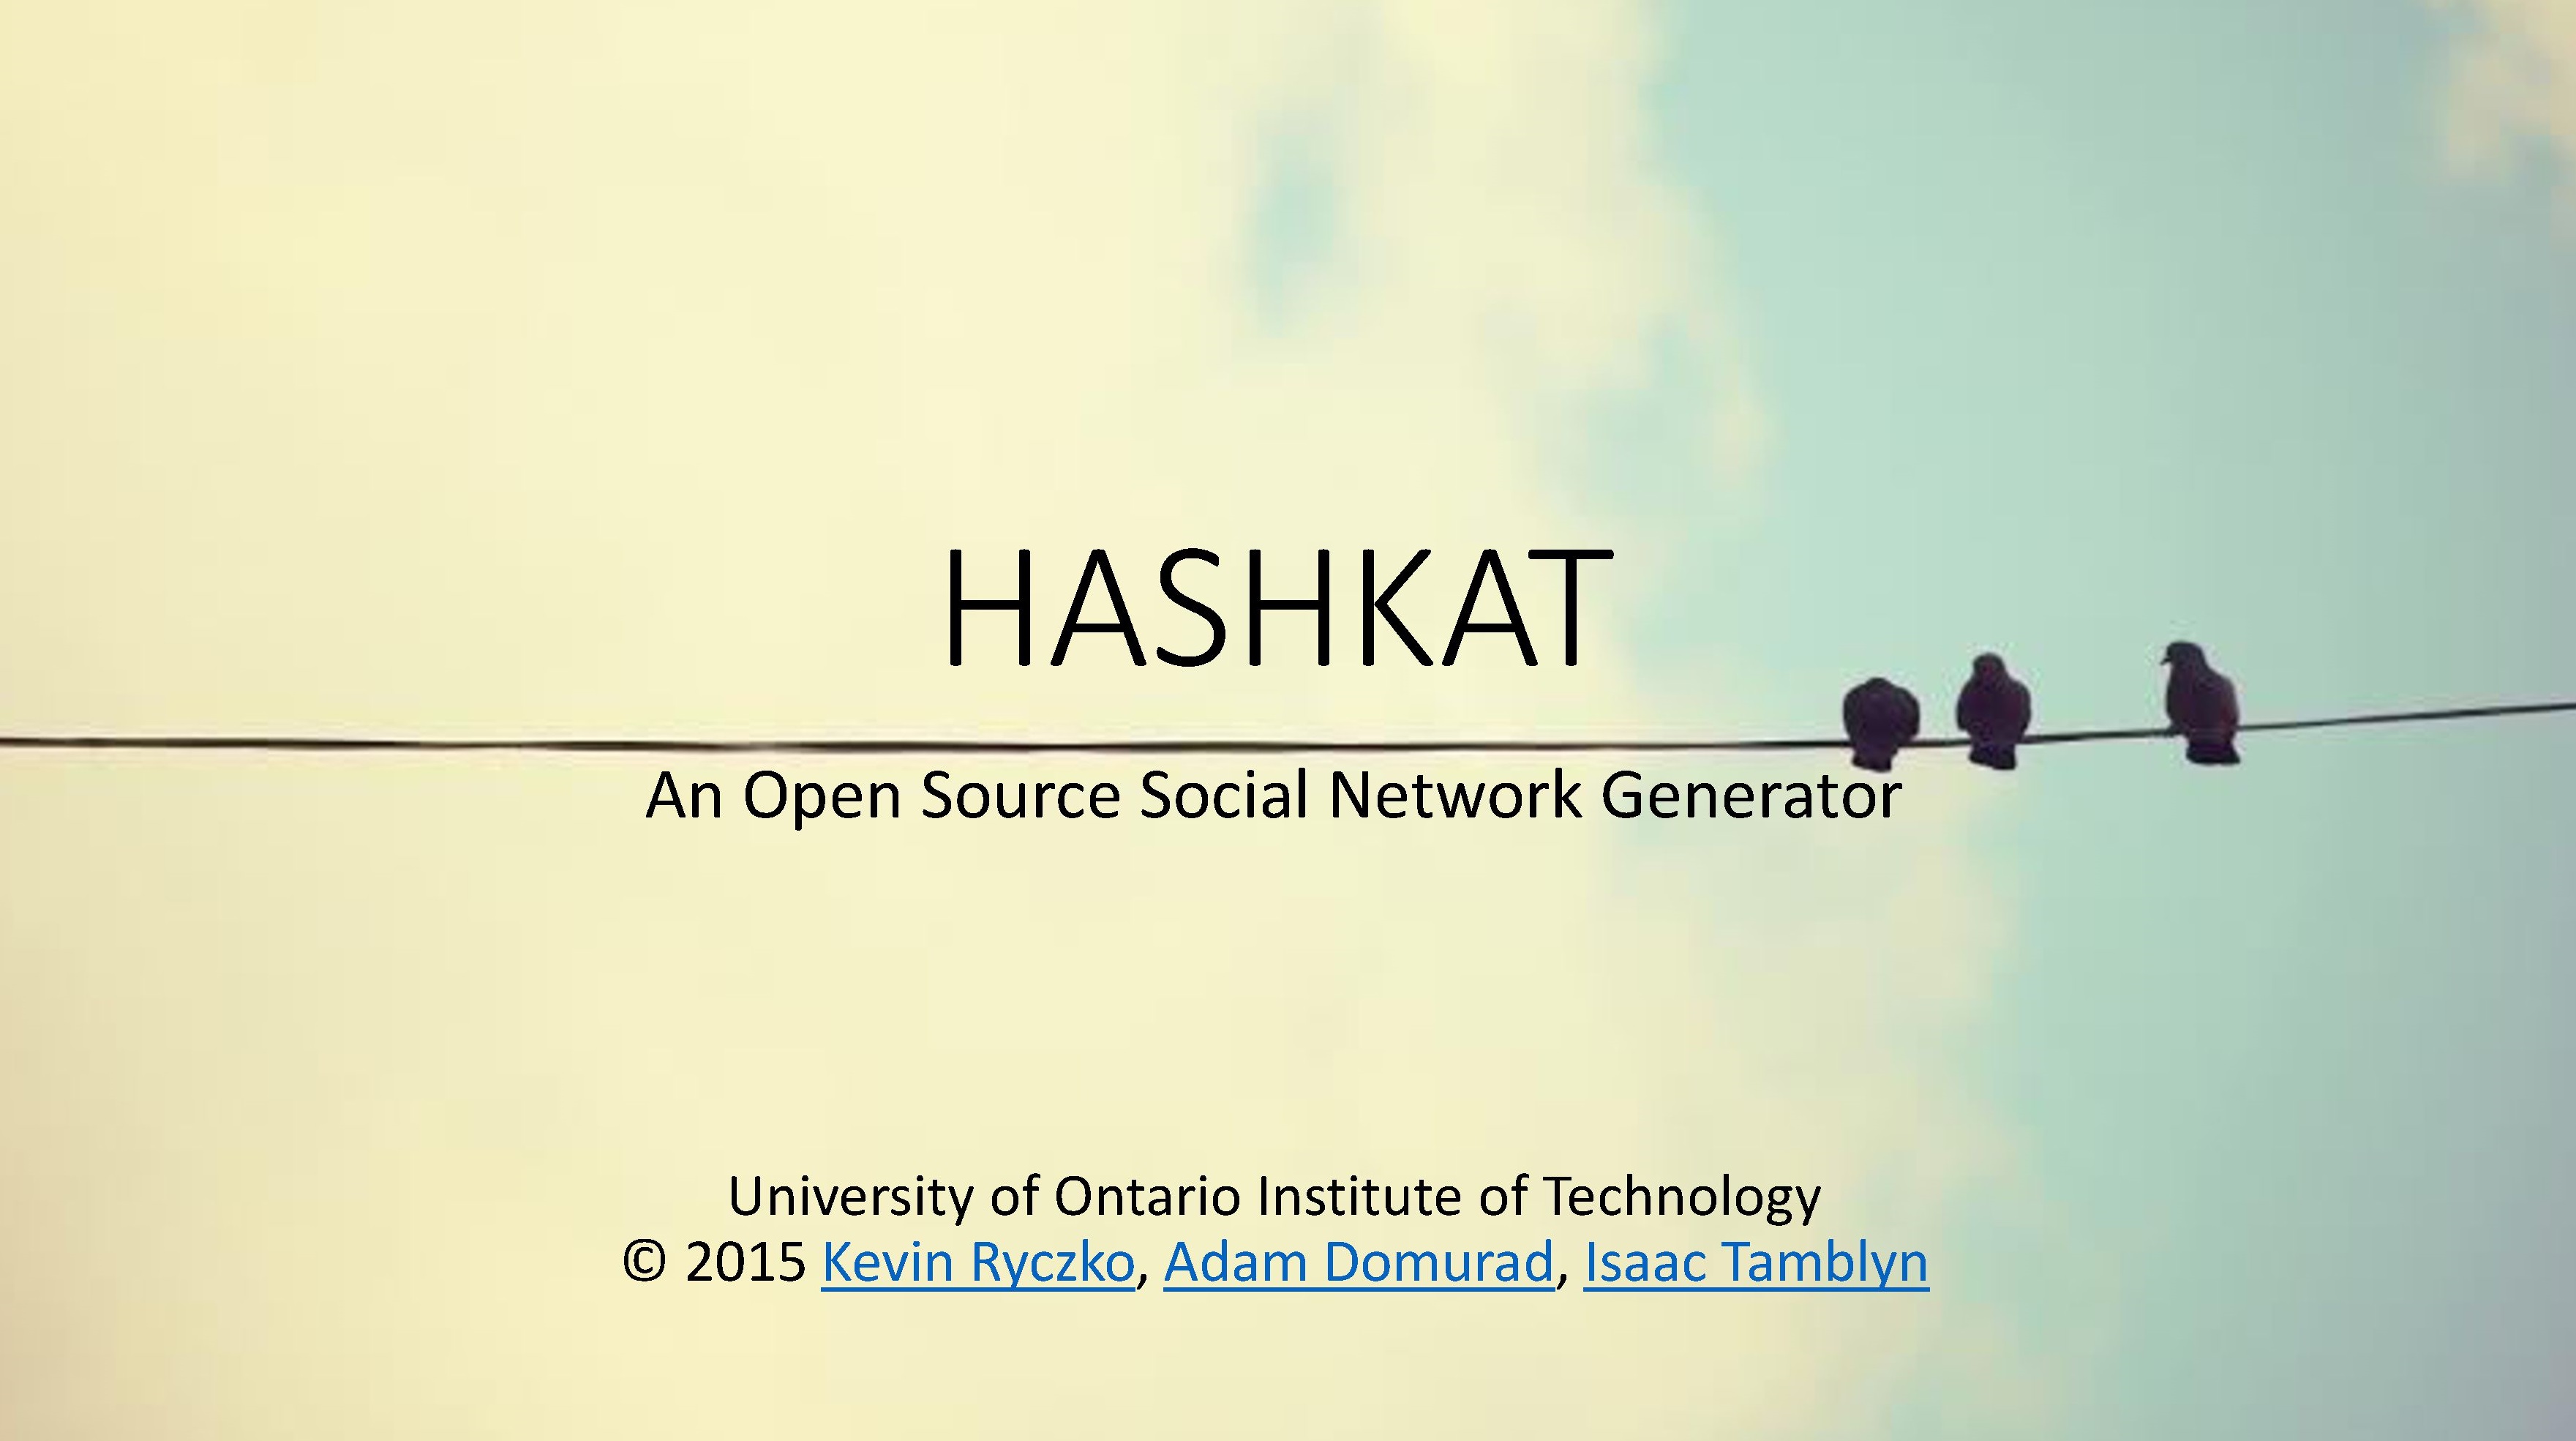 HASHKAT
An Open Source Social Network Generator
University of Ontario Institute of Technology
© 2015 Kevin Ryczko, Adam Domurad, Isaac Tamblyn